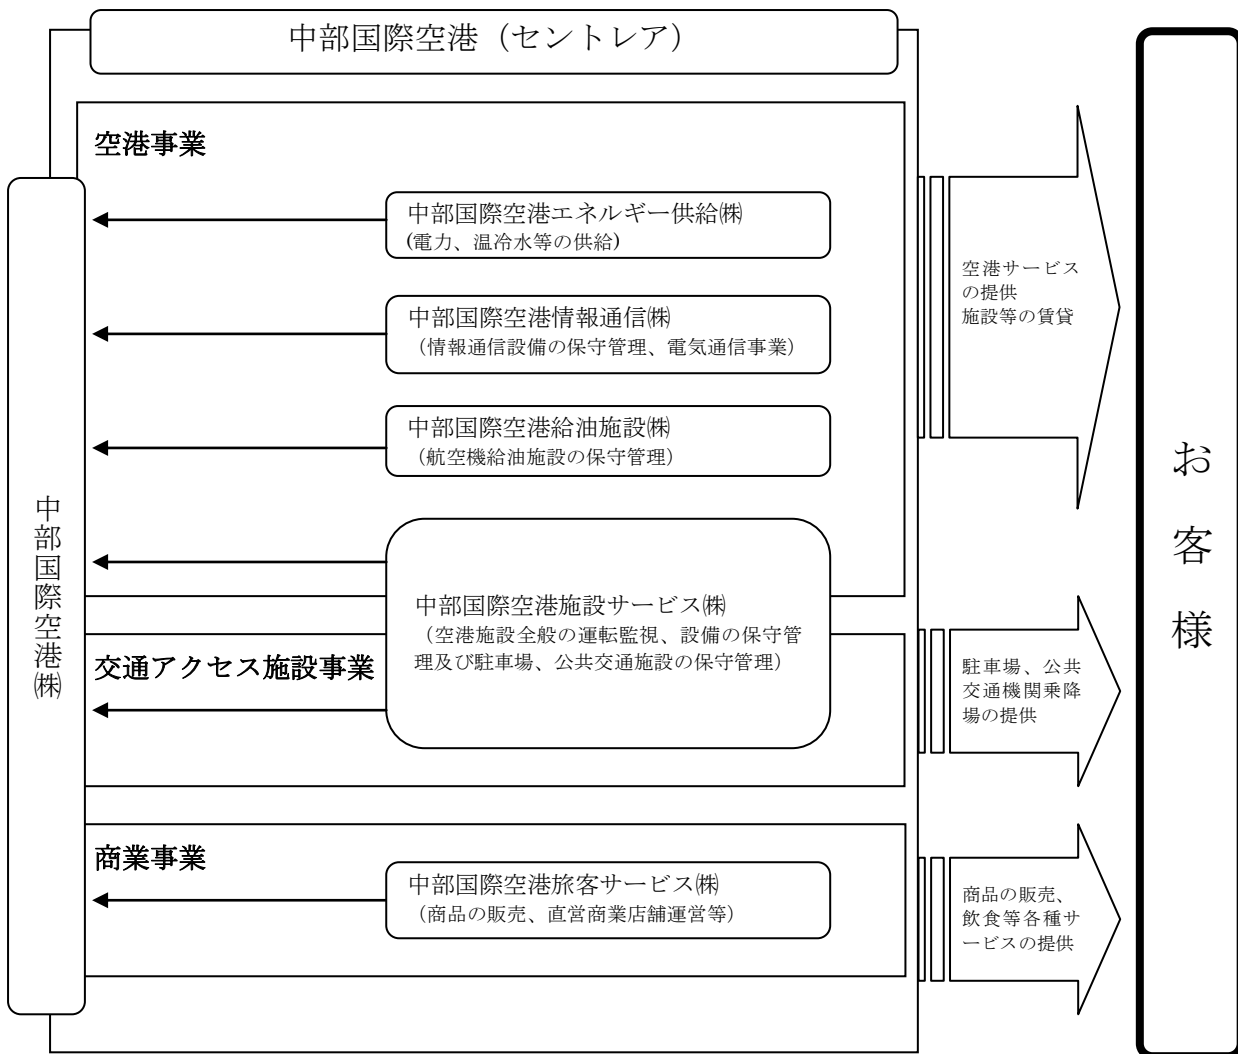 中部国際空港（セントレア）
空港事業
中部国際空港エネルギー供給㈱
(電力、温冷水等の供給)
中部国際空港情報通信㈱
（情報通信設備の保守管理、電気通信事業）
中部国際空港給油施設㈱
（航空機給油施設の保守管理）
中部国際空港施設サービス㈱
（空港施設全般の運転監視、設備の保守管
理及び駐車場、公共交通施設の保守管理）
交通アクセス施設事業
商業事業
中部国際空港旅客サービス㈱
（商品の販売、直営商業店舗運営等）
中部国際空港㈱
空港サービス
の提供
施設等の賃貸
駐車場、公共
交通機関乗降
場の提供
商品の販売、
飲食等各種サ
ービスの提供
お客様